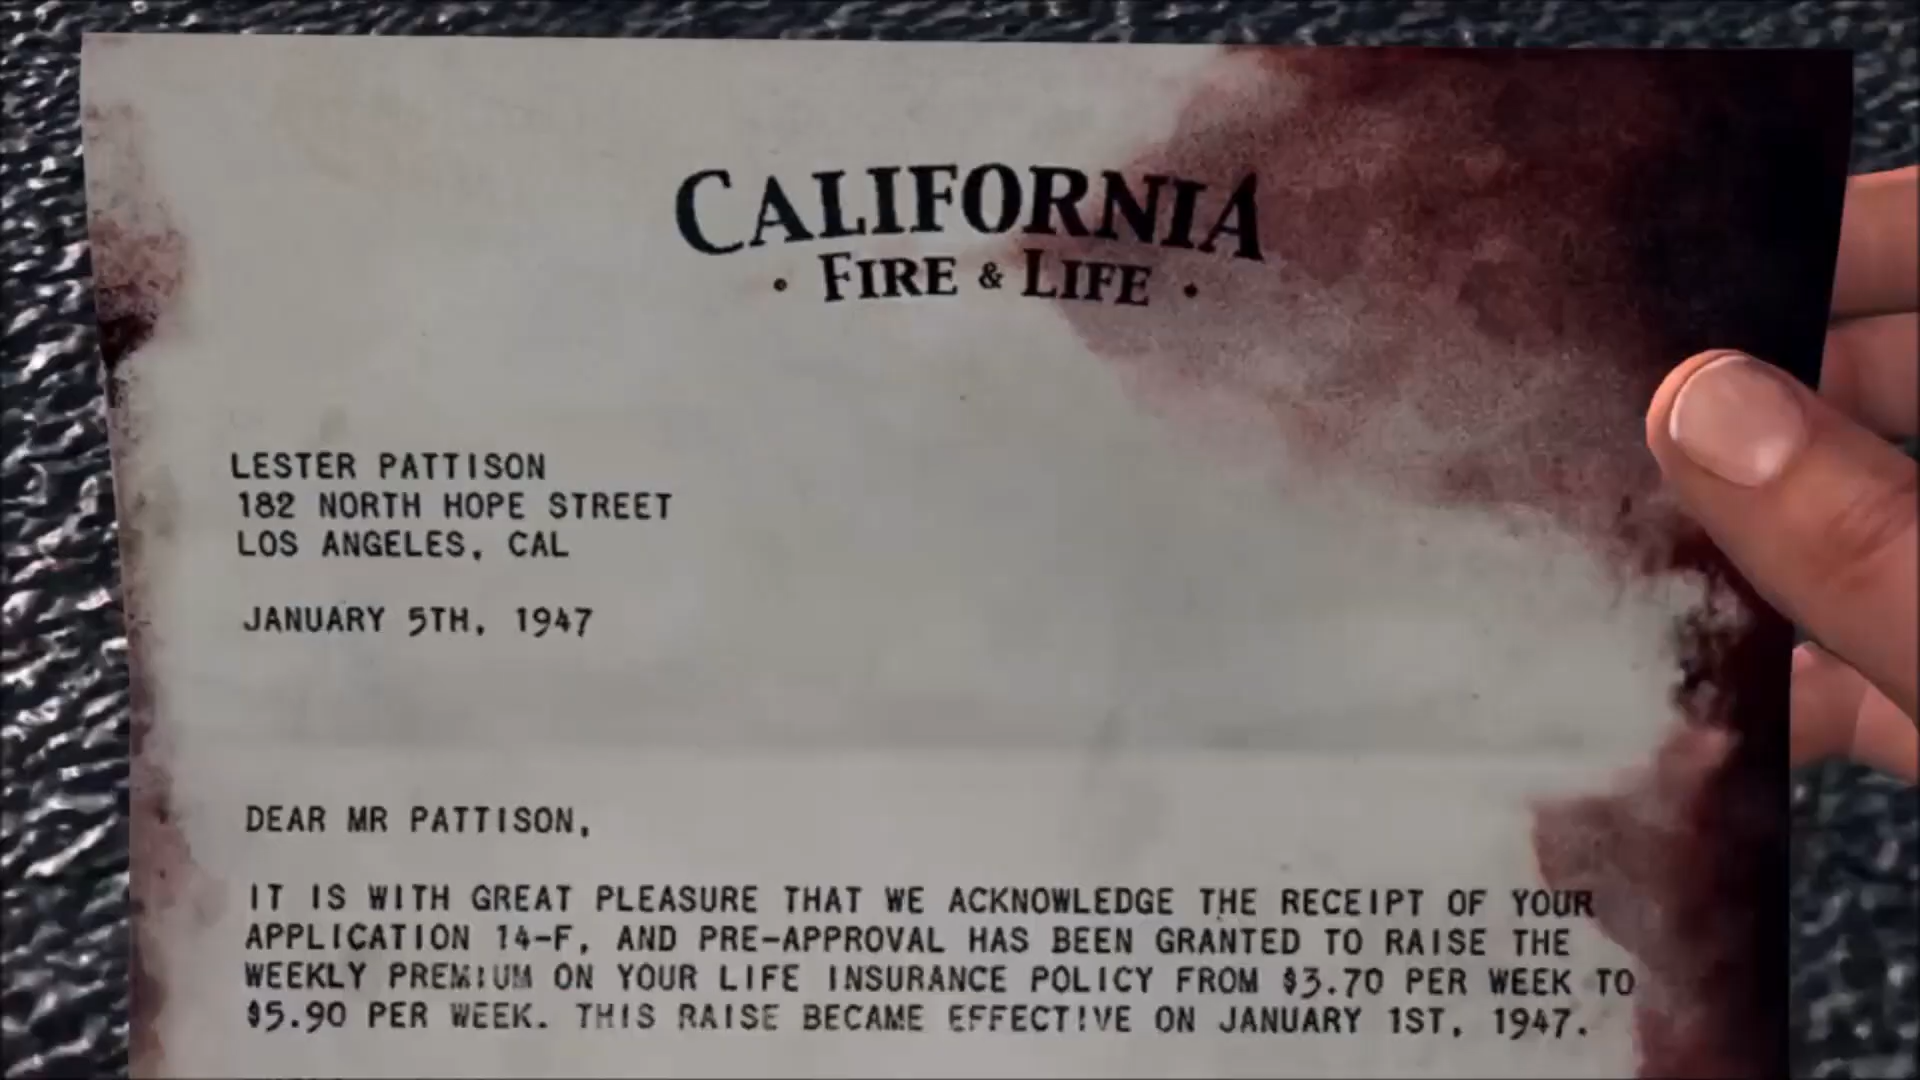 CALIFORNIA
· FIRE & LIFE ·
LESTER PATTISON
182 NORTH HOPE STREET
LOS ANGELES, CAL
JANUARY 5TH, 1947
DEAR MR PATTISON,
IT IS WITH GREAT PLEASURE THAT WE ACKNOWLEDGE THE RECEIPT OF YOUR
APPLICATION 14-F, AND PRE-APPROVAL HAS BEEN GRANTED TO RAISE THE
WEEKLY PREMIUM ON YOUR LIFE INSURANCE POLICY FROM $3.70 PER WEEK TO
$5.90 PER WEEK. THIS RAISE BECAME EFFECTIVE ON JANUARY 1ST, 1947.